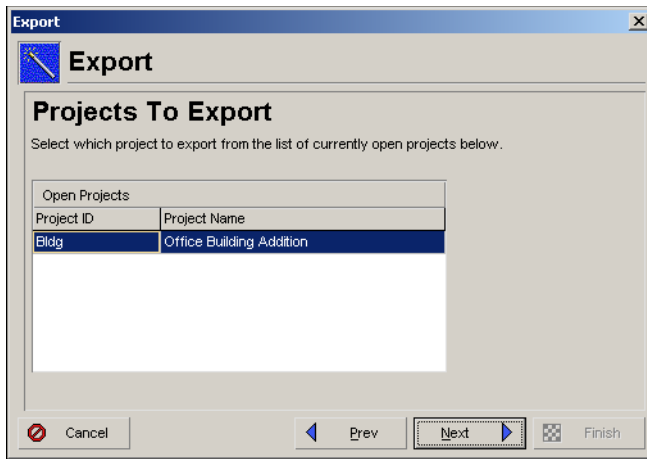 Export
Export
Projects To Export
Select which project to export from the list of currently open projects below.
Open Projects
Project ID Project Name
Bldg Office Building Addition
Cancel Prev Next Finish